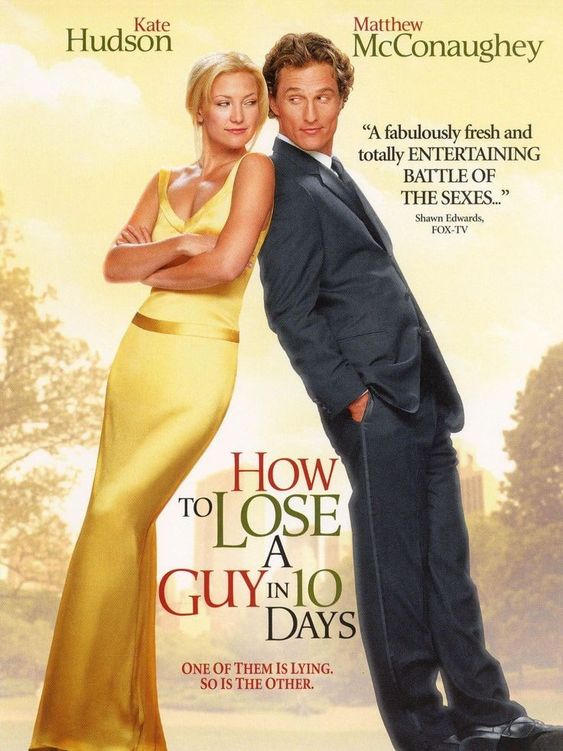 Kate
Hudson
Matthew
McConaughey
"A fabulously fresh and
totally ENTERTAINING
BATTLE OF
THE SEXES..."
Shawn Edwards,
FOX-TV
HOW
TO LOSE
A
GUY IN 10
DAYS
ONE OF THEM IS LYING.
SO IS THE OTHER.